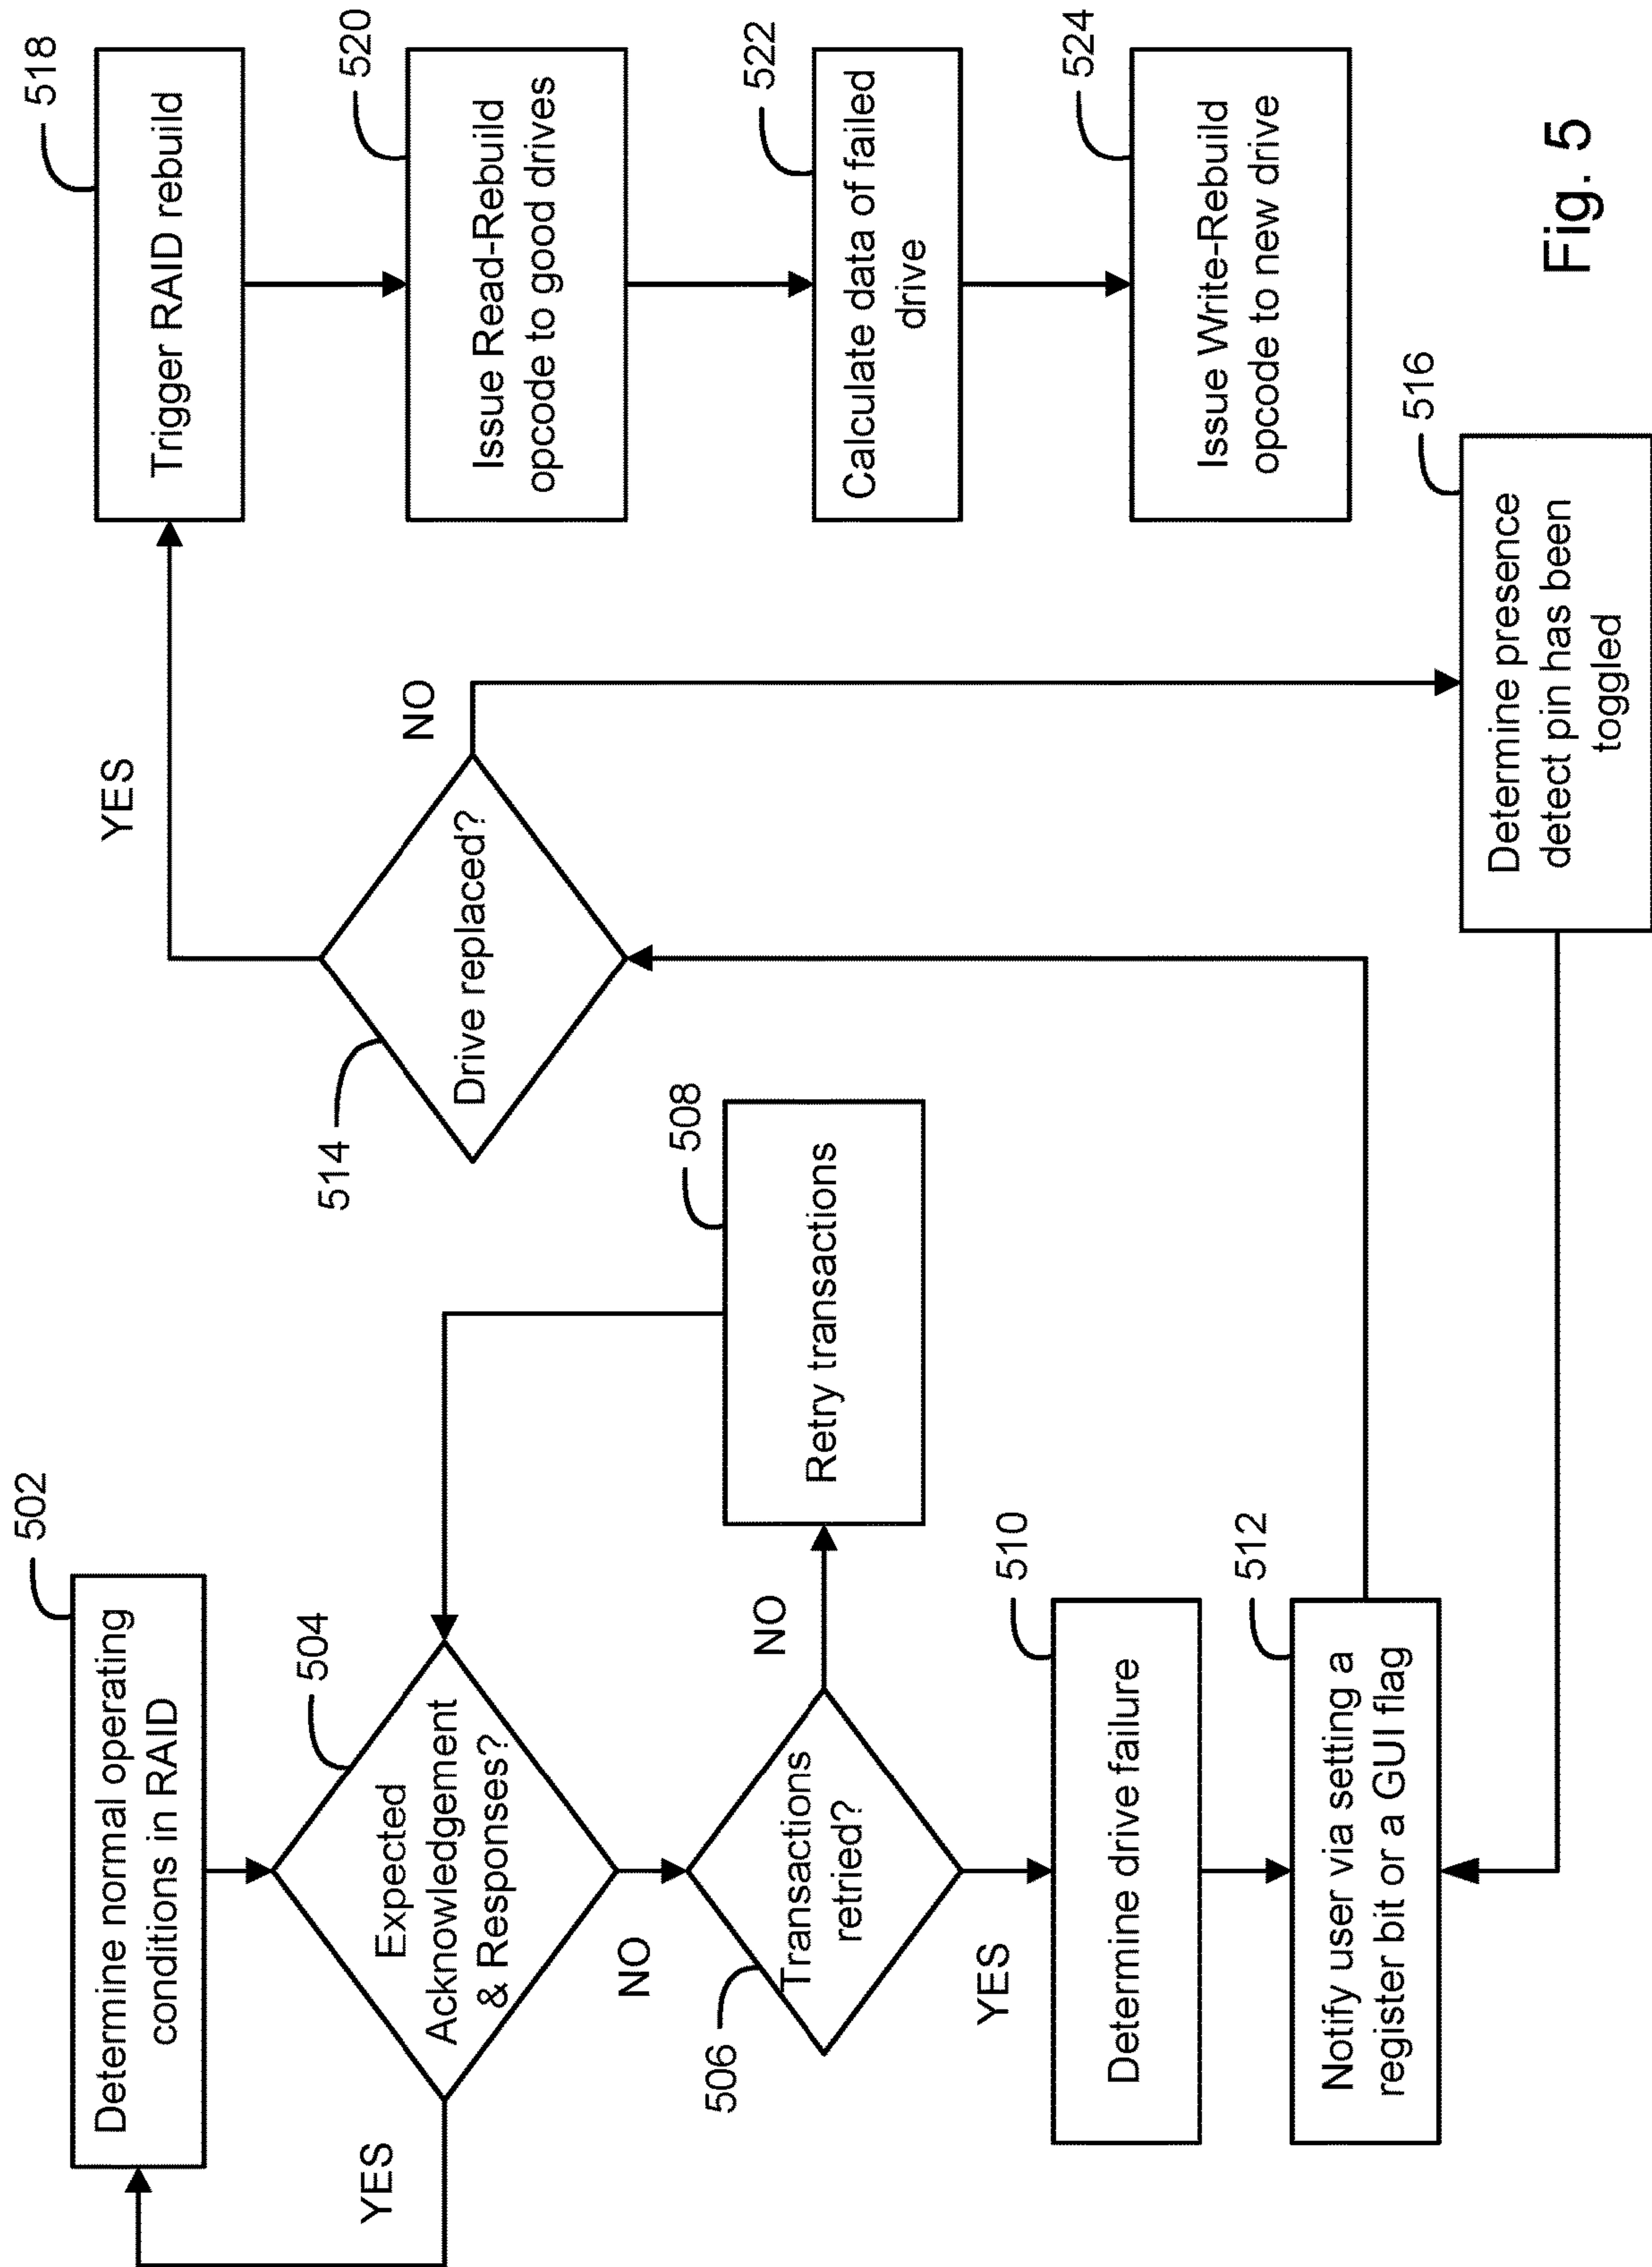 502
Determine normal operating
conditions in RAID
504
Expected
Acknowledgement
& Responses?
YES
NO
506
Transactions
retried?
NO
YES
508
Retry transactions
510
Determine drive failure
512
Notify user via setting a
register bit or a GUI flag
514
Drive replaced?
YES
NO
516
Determine presence
detect pin has been
toggled
518
Trigger RAID rebuild
520
Issue Read-Rebuild
opcode to good drives
522
Calculate data of failed
drive
524
Issue Write-Rebuild
opcode to new drive
Fig. 5